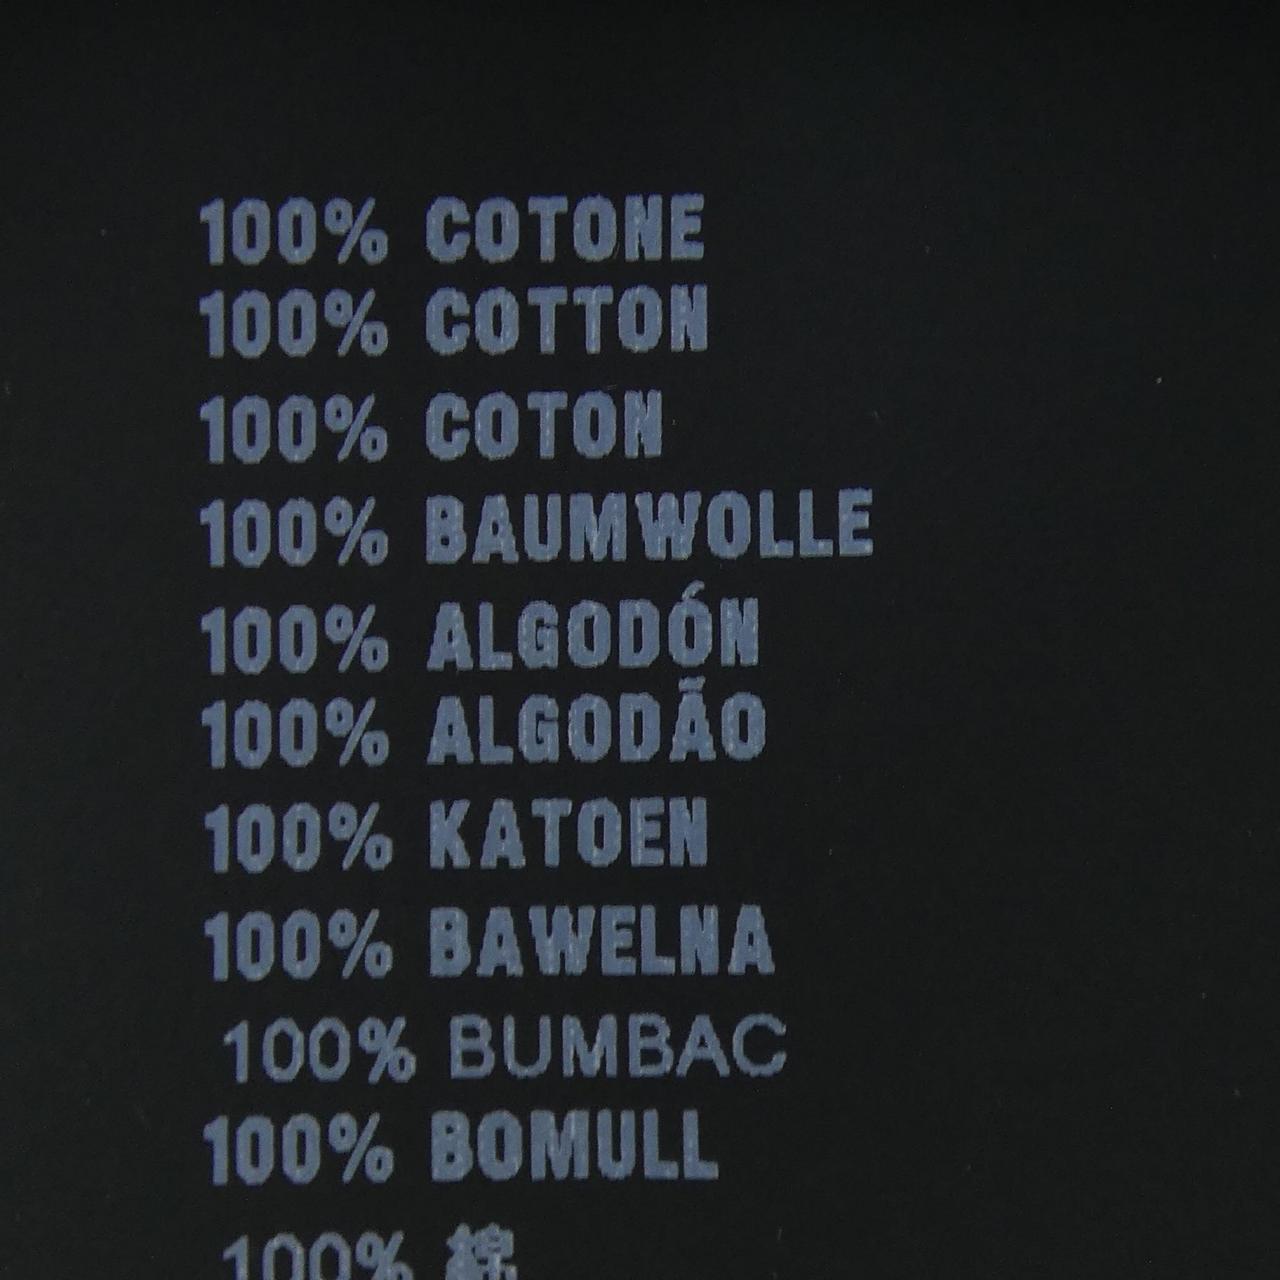 100% COTONE
100% COTTON
100% COTON
100% BAUMWOLLE
100% ALGODÓN
100% ALGODÃO
100% KATOEN
100% BAWELNA
100% BUMBAC
100% BOMULL
100% 綿